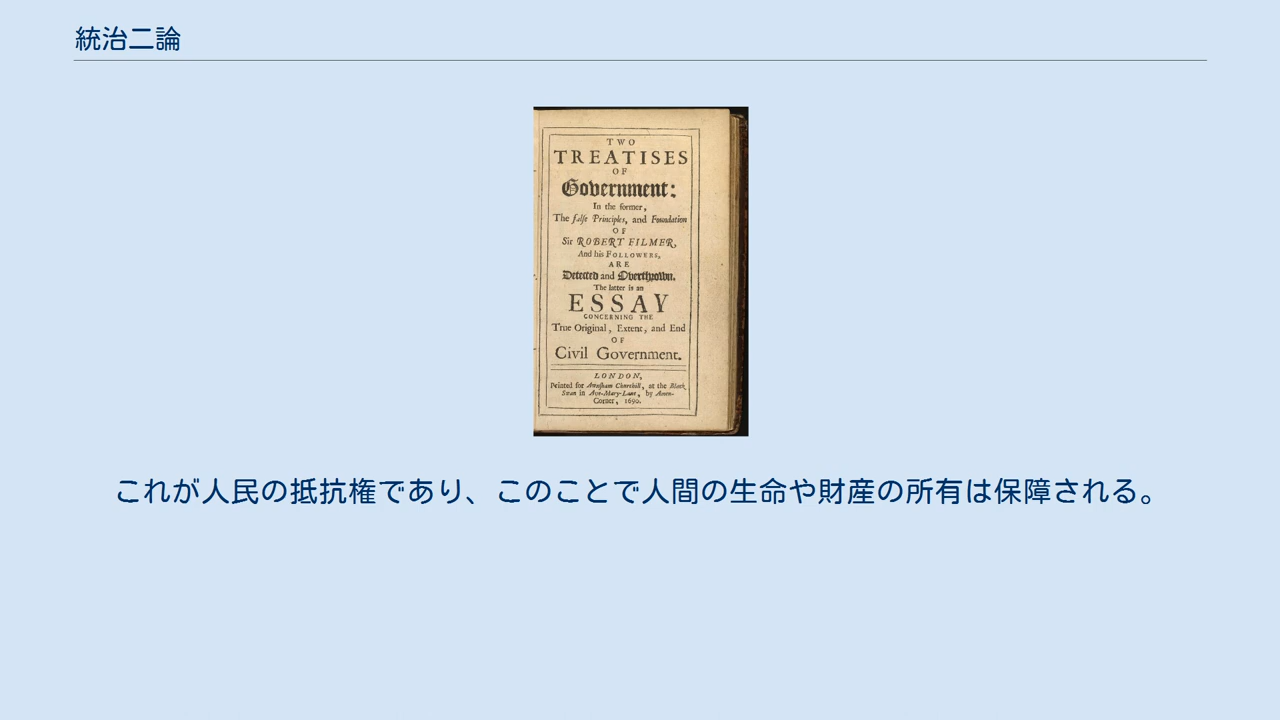 統治二論
TWO
TREATISES
OF
Government:
In the former,
The false Principles, and Foundation
OF
Sir ROBERT FILMER,
And his FOLLOWERS,
ARE
Detected and Overthrown.
The latter is an
ESSAY
CONCERNING THE
True Original, Extent, and End
OF
Civil Government.
LONDON,
Printed for Awnsham Churchill, at the Black
Swan in Ave-Mary-Lane, by Amen-
Corner, 1690.
これが人民の抵抗権であり、このことで人間の生命や財産の所有は保障される。